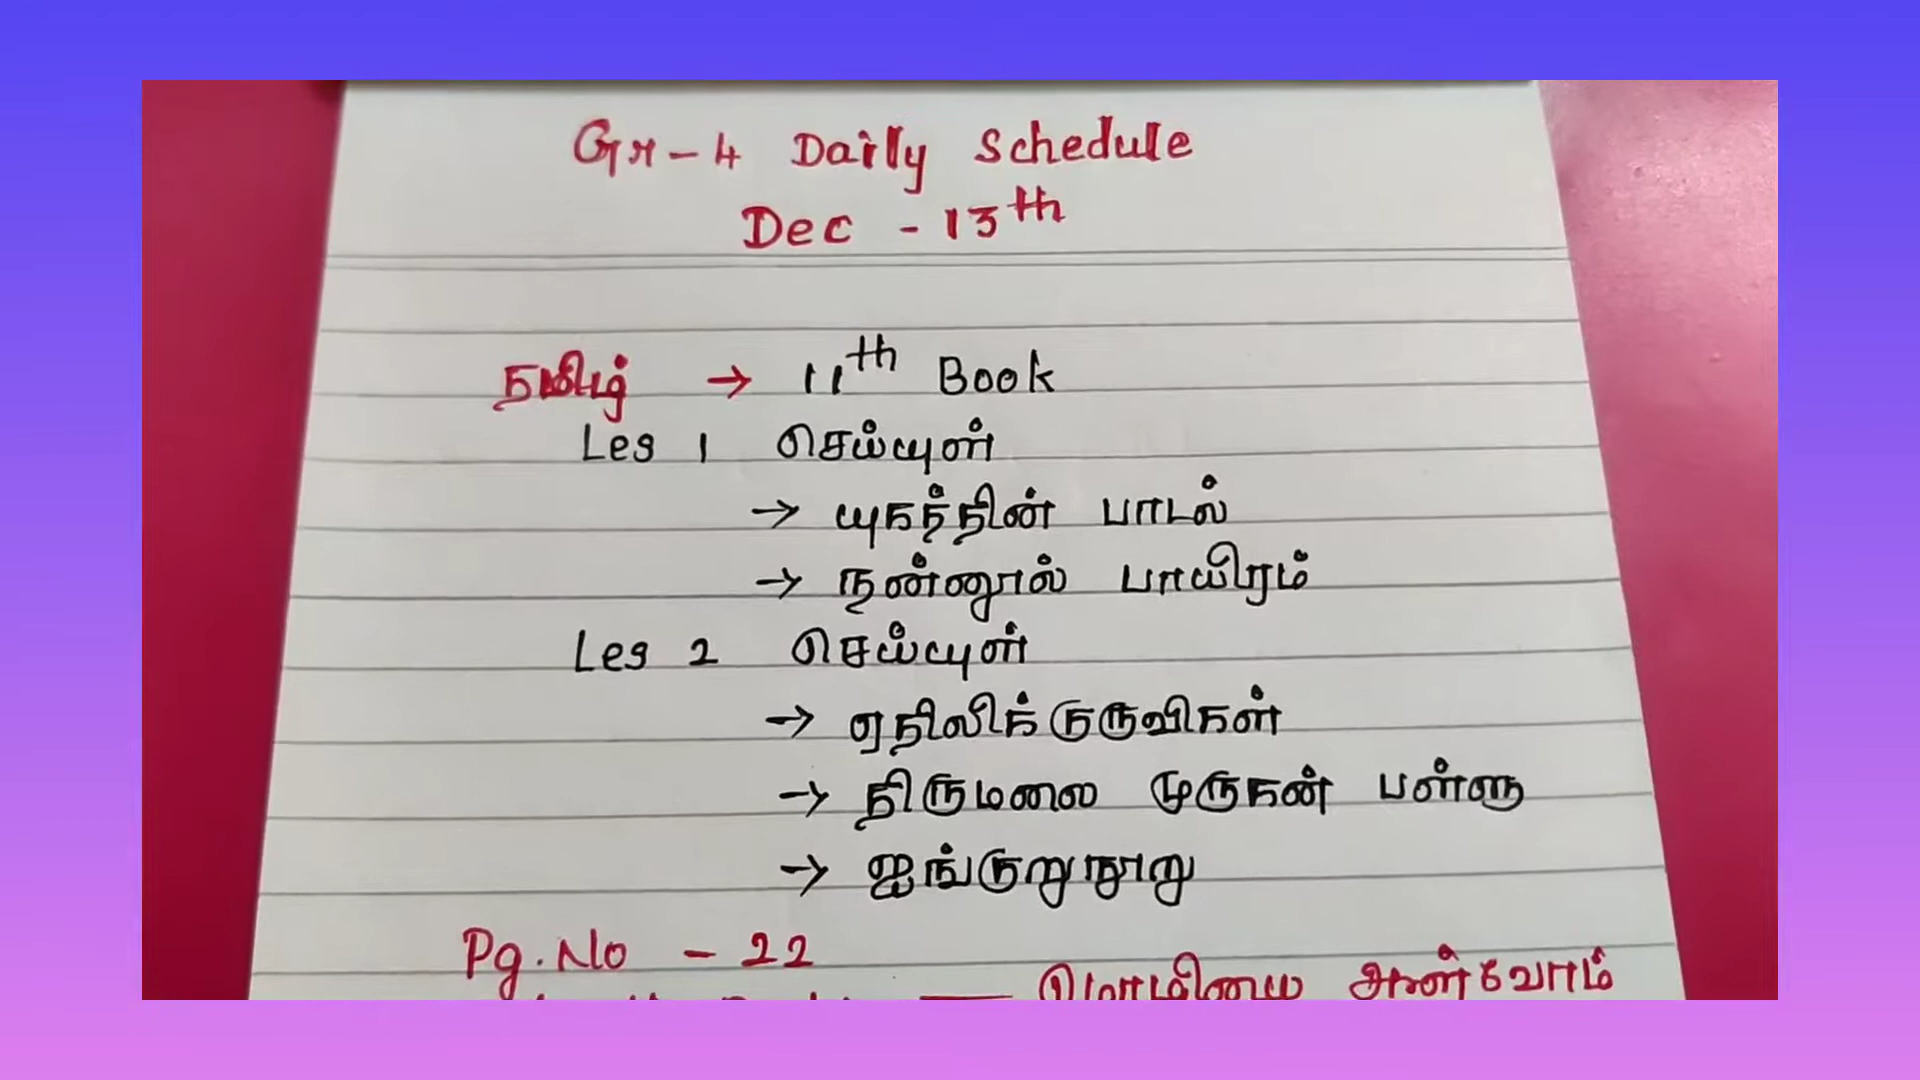 Gr - 4 Daily Schedule
Dec - 13th
தமிழ் → 11th Book
Les 1 செய்யுள்
→ யுகத்தின் பாடல்
→ நன்னூல் பாயிரம்
Les 2 செய்யுள்
→ ஏதிலிக்குருவிகள்
→ திருமலை முருகன் பள்ளு
→ ஐங்குறுநூறு
Pg.No - 22
மொழியை ஆள்வோம்